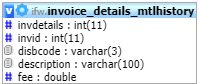 ifw.invoice_details_mtlhistory
invdetails : int(11)
invid : int(11)
disbcode : varchar(3)
description : varchar(100)
fee : double